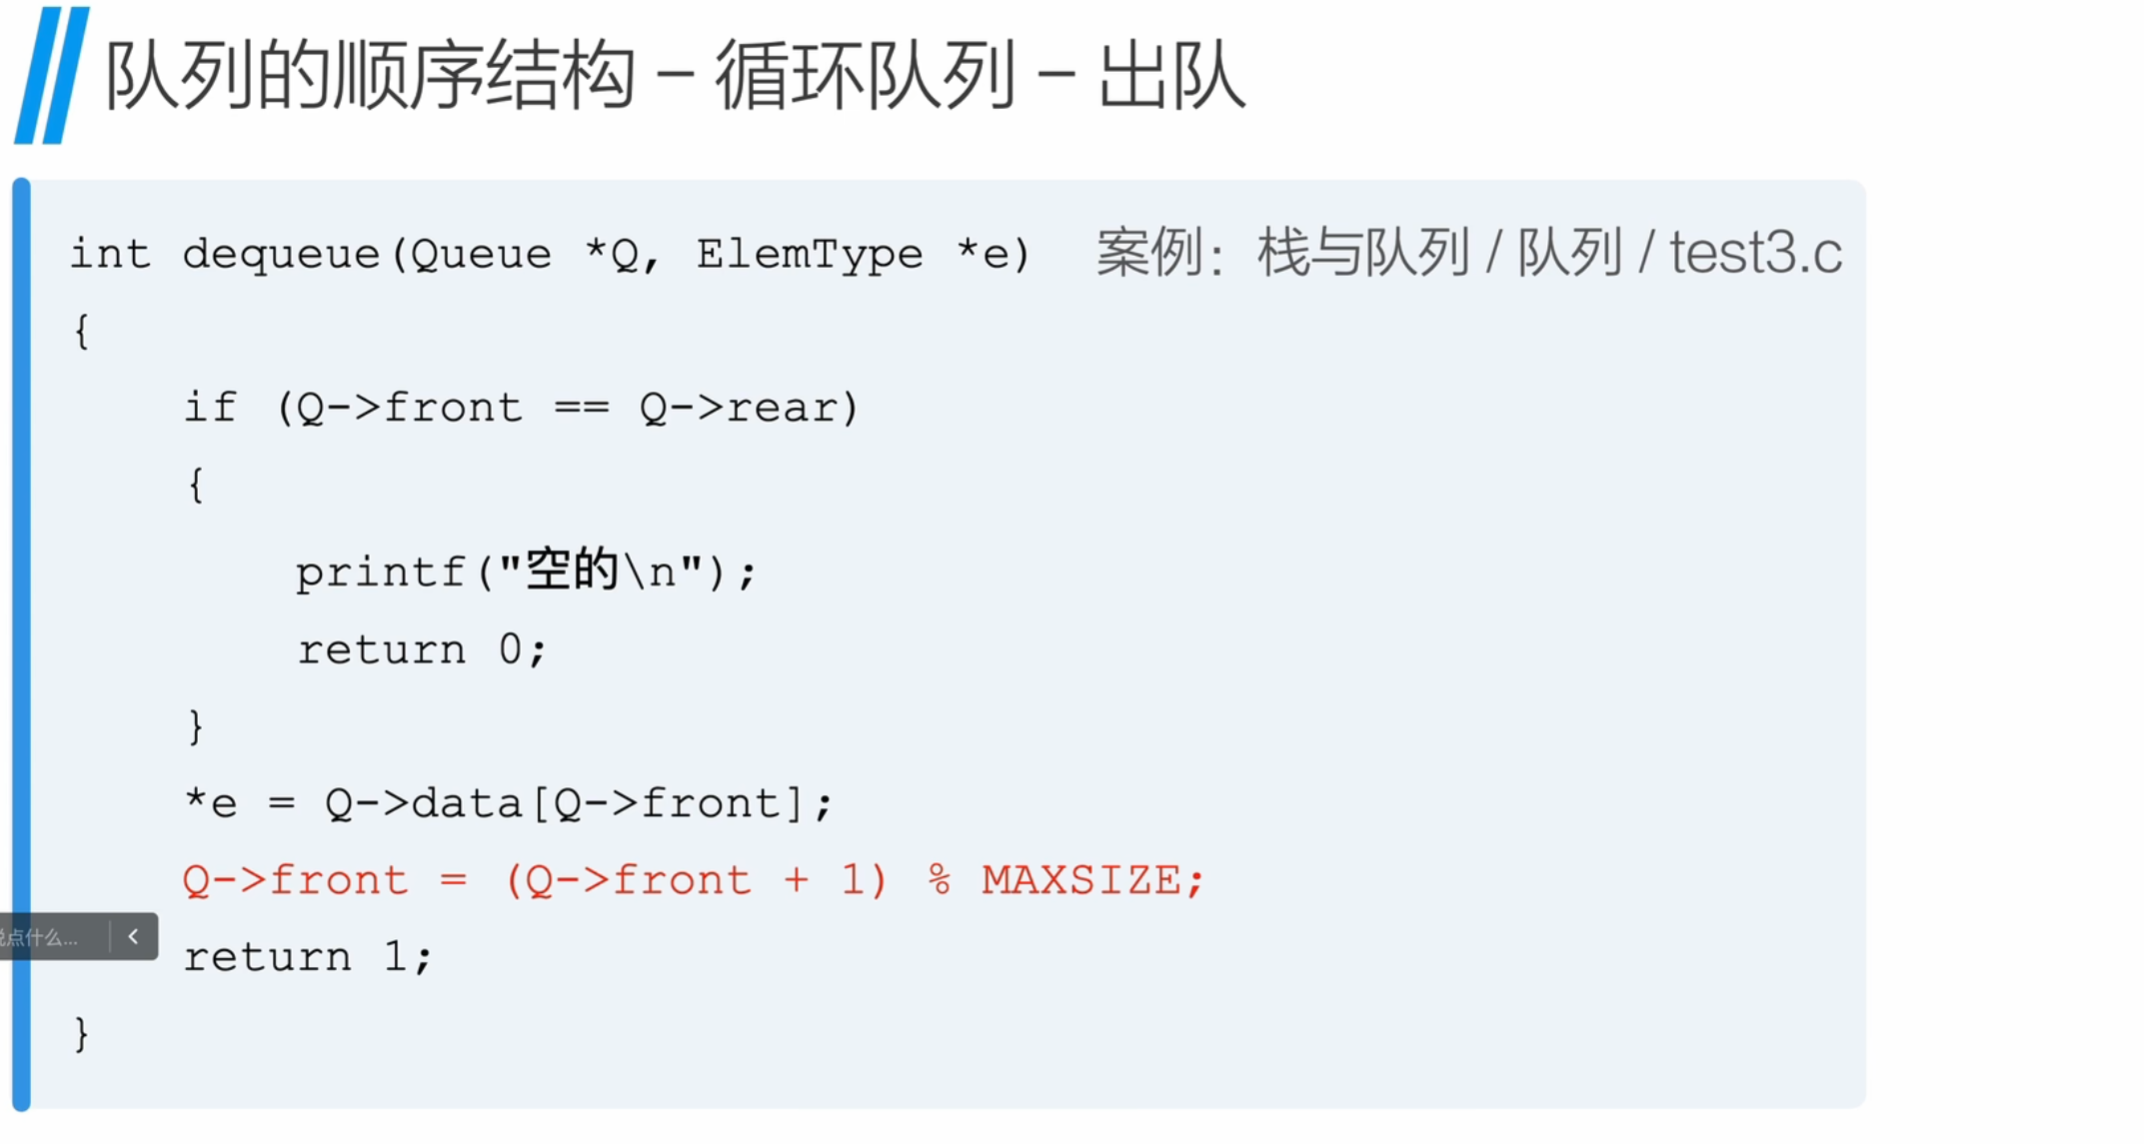 队列的顺序结构 – 循环队列 – 出队
int dequeue(Queue *Q, ElemType *e)  案例：栈与队列 / 队列 / test3.c
{
if (Q->front == Q->rear)
{
printf("空的\n");
return 0;
}
*e = Q->data[Q->front];
Q->front = (Q->front + 1) % MAXSIZE;
点什么...
return 1;
}